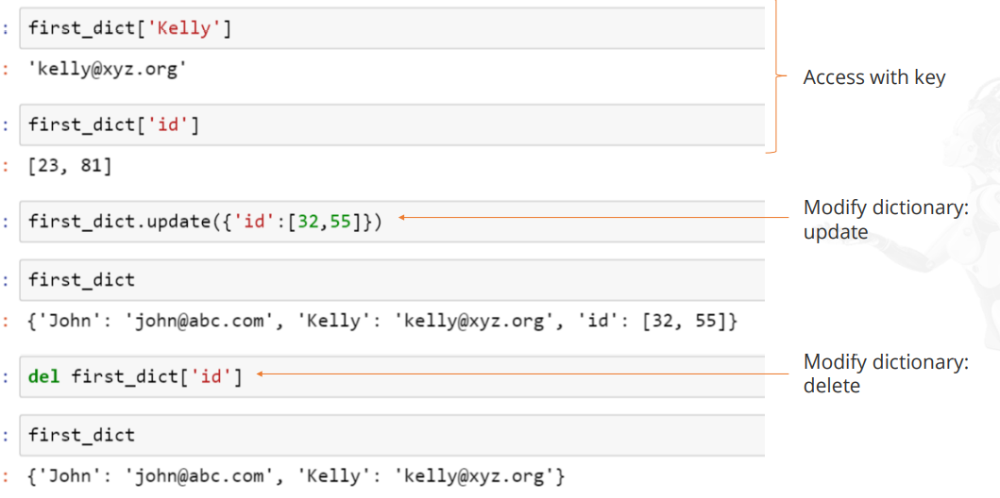 : first_dict['Kelly']
: 'kelly@xyz.org'
Access with key
: first_dict['id']
: [23, 81]
: first_dict.update({'id':[32,55]})
Modify dictionary:
update
: first_dict
: {'John': 'john@abc.com', 'Kelly': 'kelly@xyz.org', 'id': [32, 55]}
: del first_dict['id']
Modify dictionary:
delete
: first_dict
: {'John': 'john@abc.com', 'Kelly': 'kelly@xyz.org'}